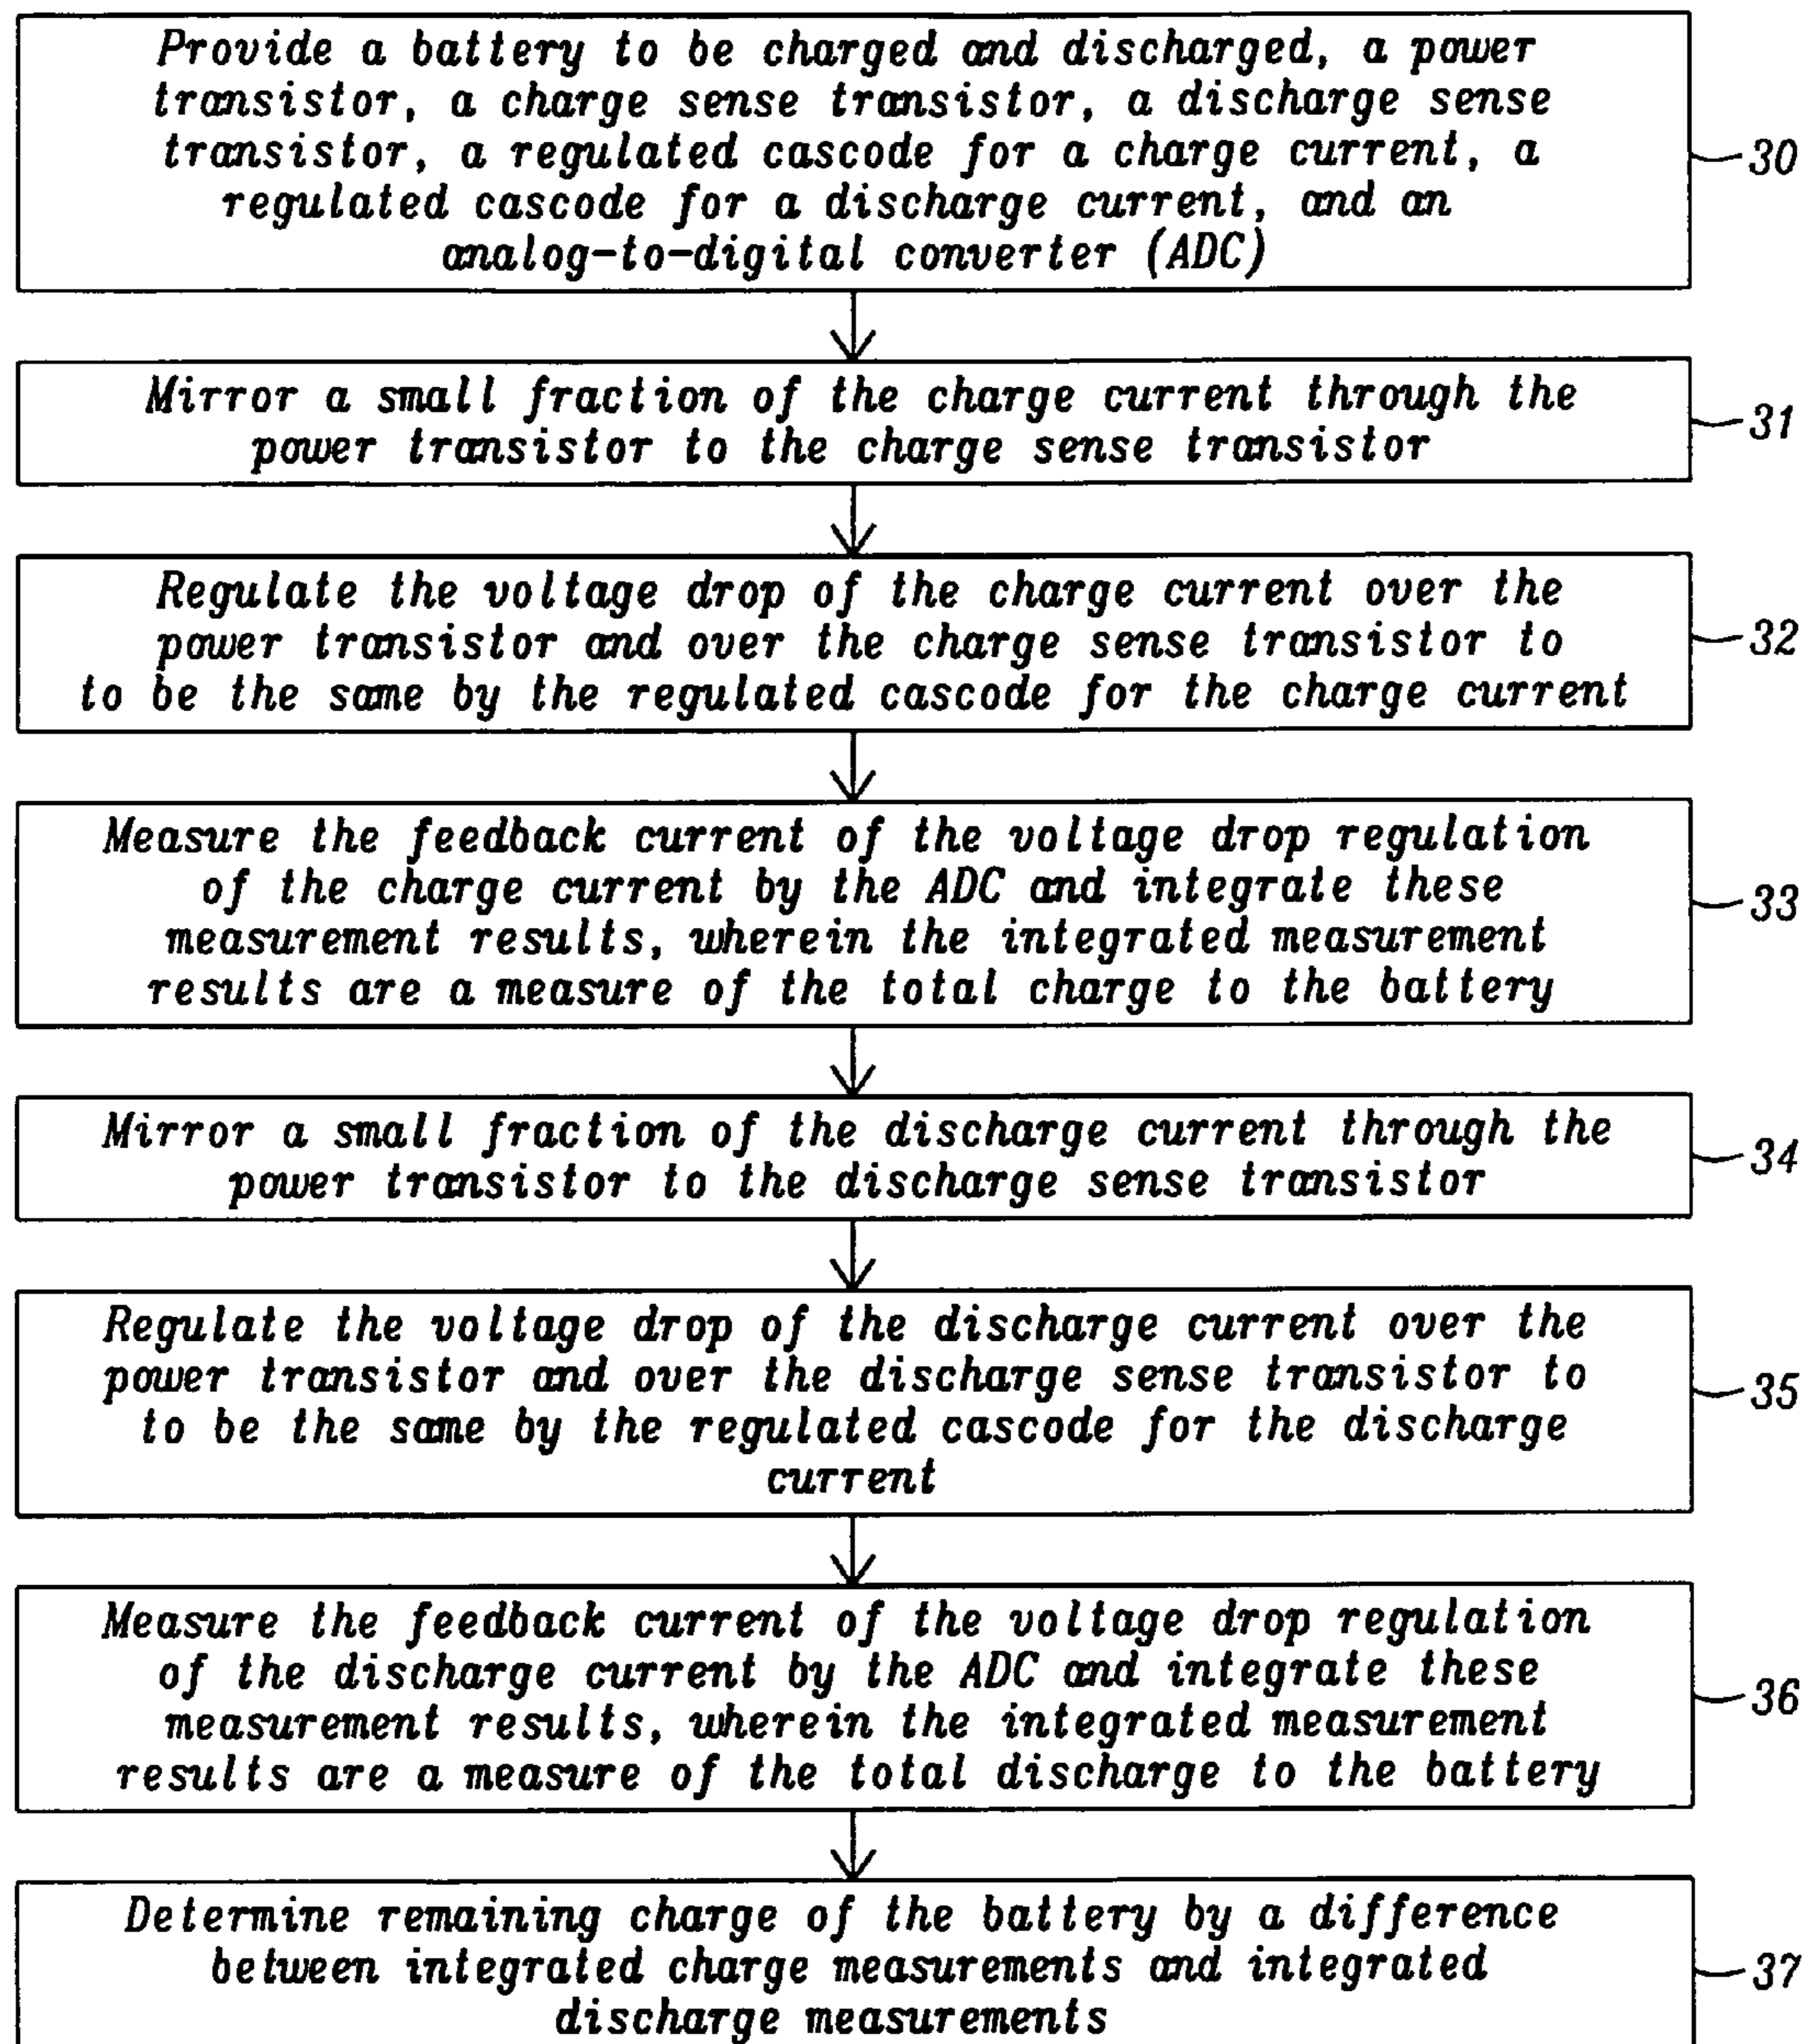 Provide a battery to be charged and discharged, a power
transistor, a charge sense transistor, a discharge sense
transistor, a regulated cascode for a charge current, a
regulated cascode for a discharge current, and an
analog-to-digital converter (ADC)
30
Mirror a small fraction of the charge current through the
power transistor to the charge sense transistor
31
Regulate the voltage drop of the charge current over the
power transistor and over the charge sense transistor to
to be the same by the regulated cascode for the charge current
32
Measure the feedback current of the voltage drop regulation
of the charge current by the ADC and integrate these
measurement results, wherein the integrated measurement
results are a measure of the total charge to the battery
33
Mirror a small fraction of the discharge current through the
power transistor to the discharge sense transistor
34
Regulate the voltage drop of the discharge current over the
power transistor and over the discharge sense transistor to
to be the same by the regulated cascode for the discharge
current
35
Measure the feedback current of the voltage drop regulation
of the discharge current by the ADC and integrate these
measurement results, wherein the integrated measurement
results are a measure of the total discharge to the battery
36
Determine remaining charge of the battery by a difference
between integrated charge measurements and integrated
discharge measurements
37